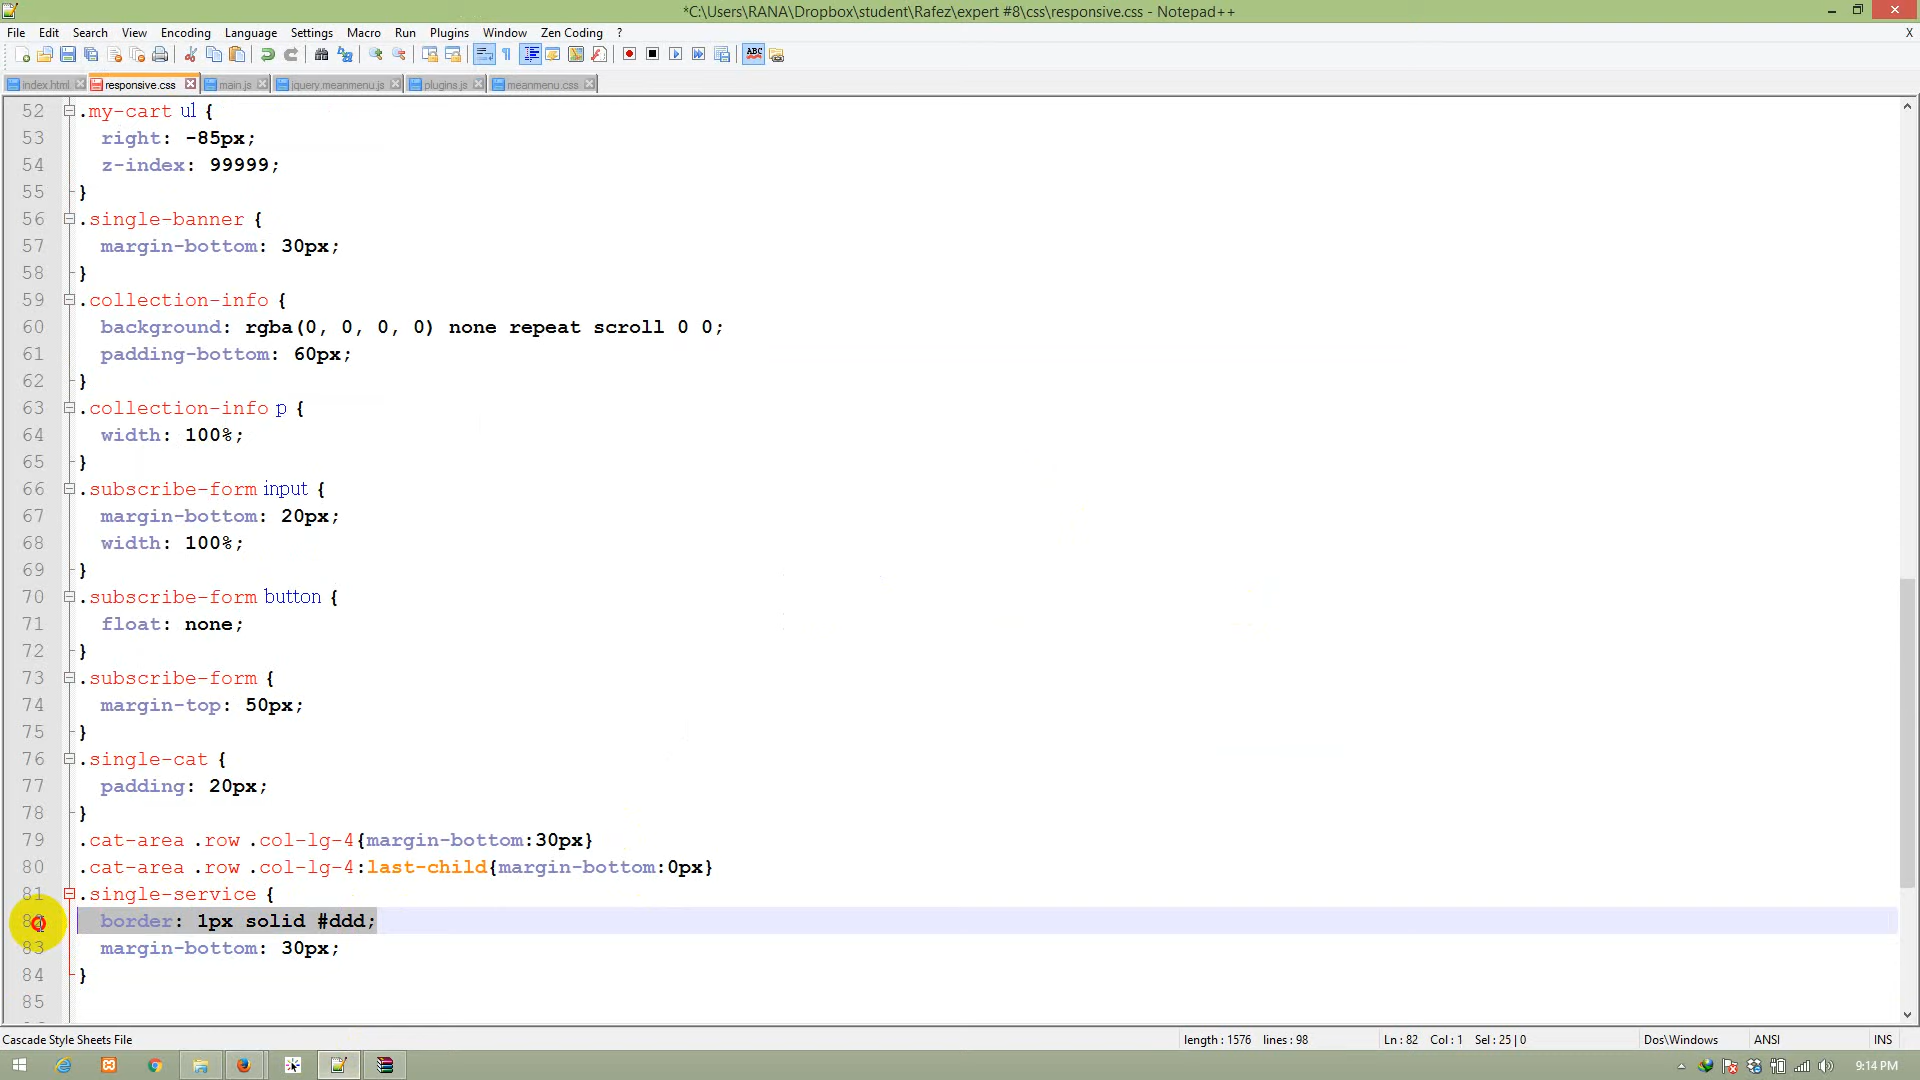 *C:\Users\RANA\Dropbox\student\Rafez\expert #8\css\responsive.css - Notepad++
File Edit Search View Encoding Language Settings Macro Run Plugins Window Zen Coding ? X
index.html responsive.css main.js jquery.meanmenu.js plugins.js meanmenu.css
52 .my-cart ul {
53 right: -85px;
54 z-index: 99999;
55 }
56 .single-banner {
57 margin-bottom: 30px;
58 }
59 .collection-info {
60 background: rgba(0, 0, 0, 0) none repeat scroll 0 0;
61 padding-bottom: 60px;
62 }
63 .collection-info p {
64 width: 100%;
65 }
66 .subscribe-form input {
67 margin-bottom: 20px;
68 width: 100%;
69 }
70 .subscribe-form button {
71 float: none;
72 }
73 .subscribe-form {
74 margin-top: 50px;
75 }
76 .single-cat {
77 padding: 20px;
78 }
79 .cat-area .row .col-lg-4{margin-bottom:30px}
80 .cat-area .row .col-lg-4:last-child{margin-bottom:0px}
81 .single-service {
border: 1px solid #ddd;
83 margin-bottom: 30px;
84 }
85
Cascade Style Sheets File length : 1576 lines : 98 Ln : 82 Col : 1 Sel : 25 | 0 Dos\Windows ANSI INS
9:14 PM